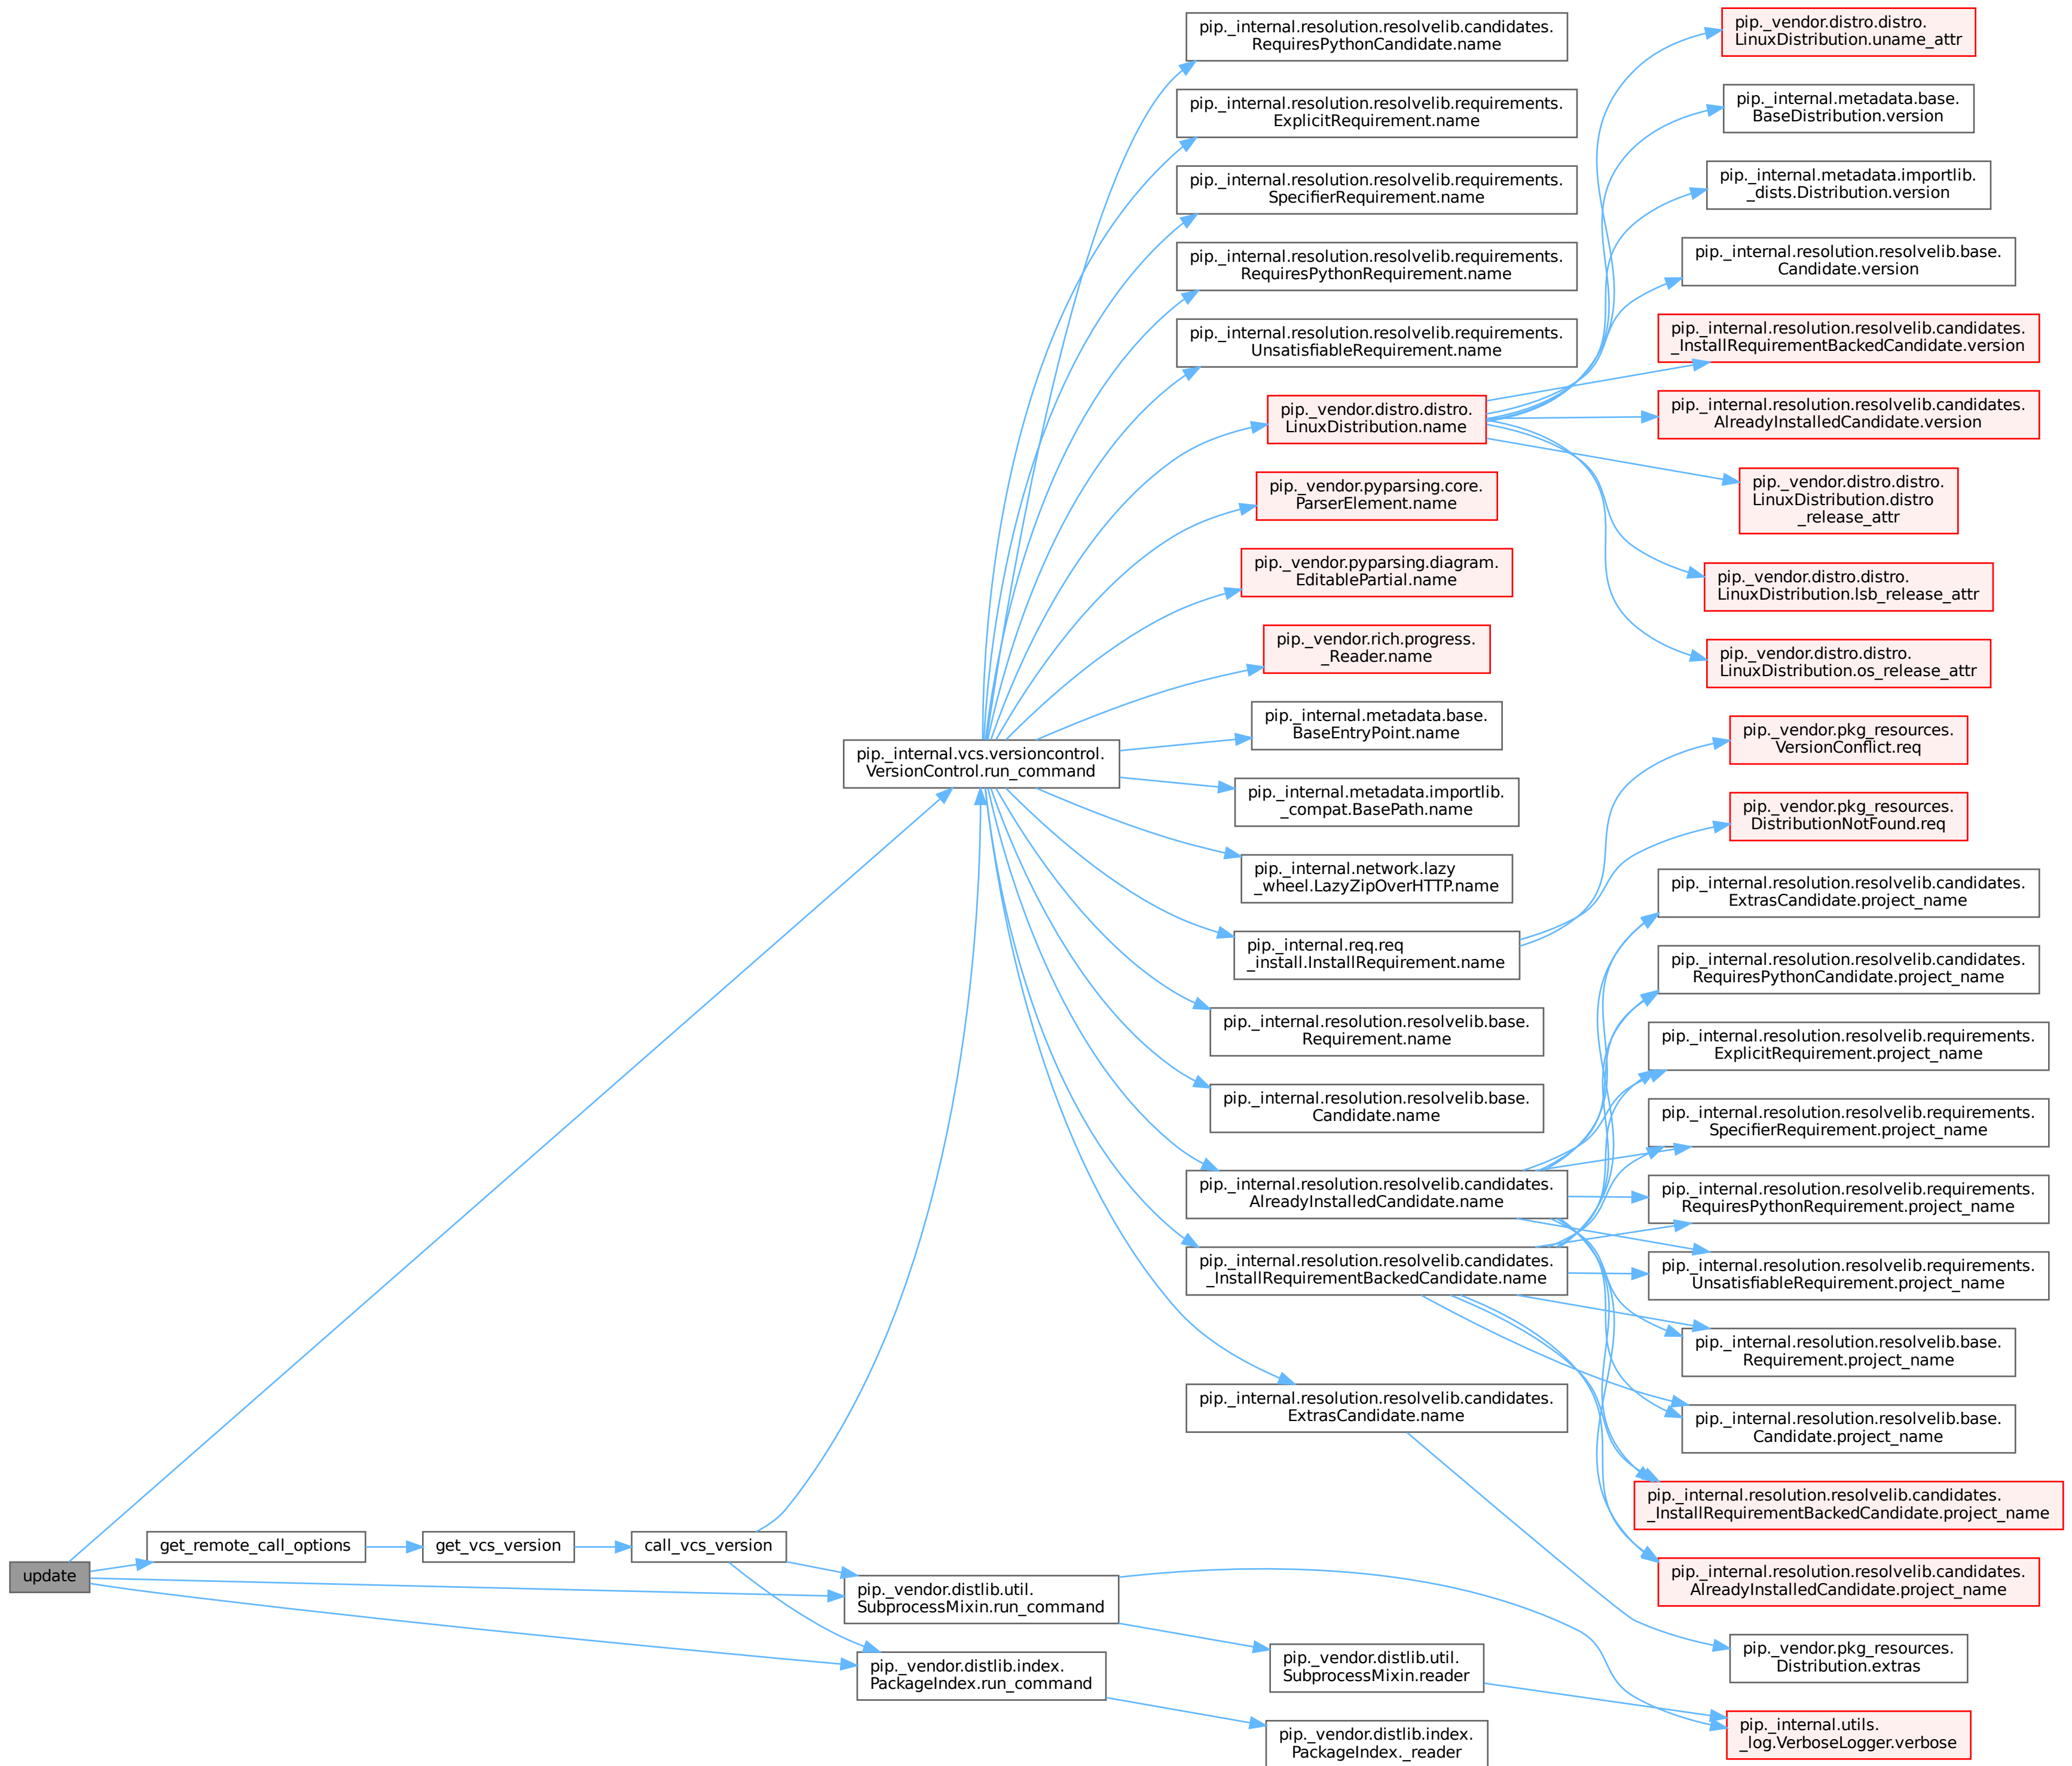 pip._internal.resolution.resolvelib.candidates.
RequiresPythonCandidate.name
pip._internal.resolution.resolvelib.requirements.
ExplicitRequirement.name
pip._internal.resolution.resolvelib.requirements.
SpecifierRequirement.name
pip._internal.resolution.resolvelib.requirements.
RequiresPythonRequirement.name
pip._internal.resolution.resolvelib.requirements.
UnsatisfiableRequirement.name
pip._vendor.distro.distro.
LinuxDistribution.name
pip._vendor.pyparsing.core.
ParserElement.name
pip._vendor.pyparsing.diagram.
EditablePartial.name
pip._vendor.rich.progress.
_Reader.name
pip._internal.metadata.base.
BaseEntryPoint.name
pip._internal.metadata.importlib.
_compat.BasePath.name
pip._internal.network.lazy
_wheel.LazyZipOverHTTP.name
pip._internal.req.req
_install.InstallRequirement.name
pip._internal.resolution.resolvelib.base.
Requirement.name
pip._internal.resolution.resolvelib.base.
Candidate.name
pip._internal.resolution.resolvelib.candidates.
AlreadyInstalledCandidate.name
pip._internal.resolution.resolvelib.candidates.
_InstallRequirementBackedCandidate.name
pip._internal.resolution.resolvelib.candidates.
ExtrasCandidate.name
pip._vendor.distlib.util.
SubprocessMixin.reader
pip._vendor.distlib.index.
PackageIndex._reader
pip._vendor.distro.distro.
LinuxDistribution.uname_attr
pip._internal.metadata.base.
BaseDistribution.version
pip._internal.metadata.importlib.
_dists.Distribution.version
pip._internal.resolution.resolvelib.base.
Candidate.version
pip._internal.resolution.resolvelib.candidates.
_InstallRequirementBackedCandidate.version
pip._internal.resolution.resolvelib.candidates.
AlreadyInstalledCandidate.version
pip._vendor.distro.distro.
LinuxDistribution.distro
_release_attr
pip._vendor.distro.distro.
LinuxDistribution.lsb_release_attr
pip._vendor.distro.distro.
LinuxDistribution.os_release_attr
pip._vendor.pkg_resources.
VersionConflict.req
pip._vendor.pkg_resources.
DistributionNotFound.req
pip._internal.resolution.resolvelib.candidates.
ExtrasCandidate.project_name
pip._internal.resolution.resolvelib.candidates.
RequiresPythonCandidate.project_name
pip._internal.resolution.resolvelib.requirements.
ExplicitRequirement.project_name
pip._internal.resolution.resolvelib.requirements.
SpecifierRequirement.project_name
pip._internal.resolution.resolvelib.requirements.
RequiresPythonRequirement.project_name
pip._internal.resolution.resolvelib.requirements.
UnsatisfiableRequirement.project_name
pip._internal.resolution.resolvelib.base.
Requirement.project_name
pip._internal.resolution.resolvelib.base.
Candidate.project_name
pip._internal.resolution.resolvelib.candidates.
_InstallRequirementBackedCandidate.project_name
pip._internal.resolution.resolvelib.candidates.
AlreadyInstalledCandidate.project_name
pip._vendor.pkg_resources.
Distribution.extras
pip._internal.utils.
_log.VerboseLogger.verbose
pip._internal.vcs.versioncontrol.
VersionControl.run_command
update
get_remote_call_options
get_vcs_version
call_vcs_version
pip._vendor.distlib.util.
SubprocessMixin.run_command
pip._vendor.distlib.index.
PackageIndex.run_command